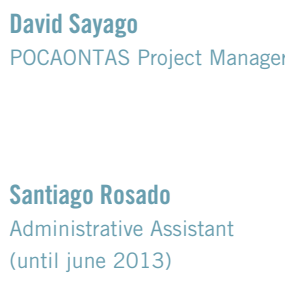 David Sayago
POCAONTAS Project Manager
Santiago Rosado
Administrative Assistant
(until june 2013)